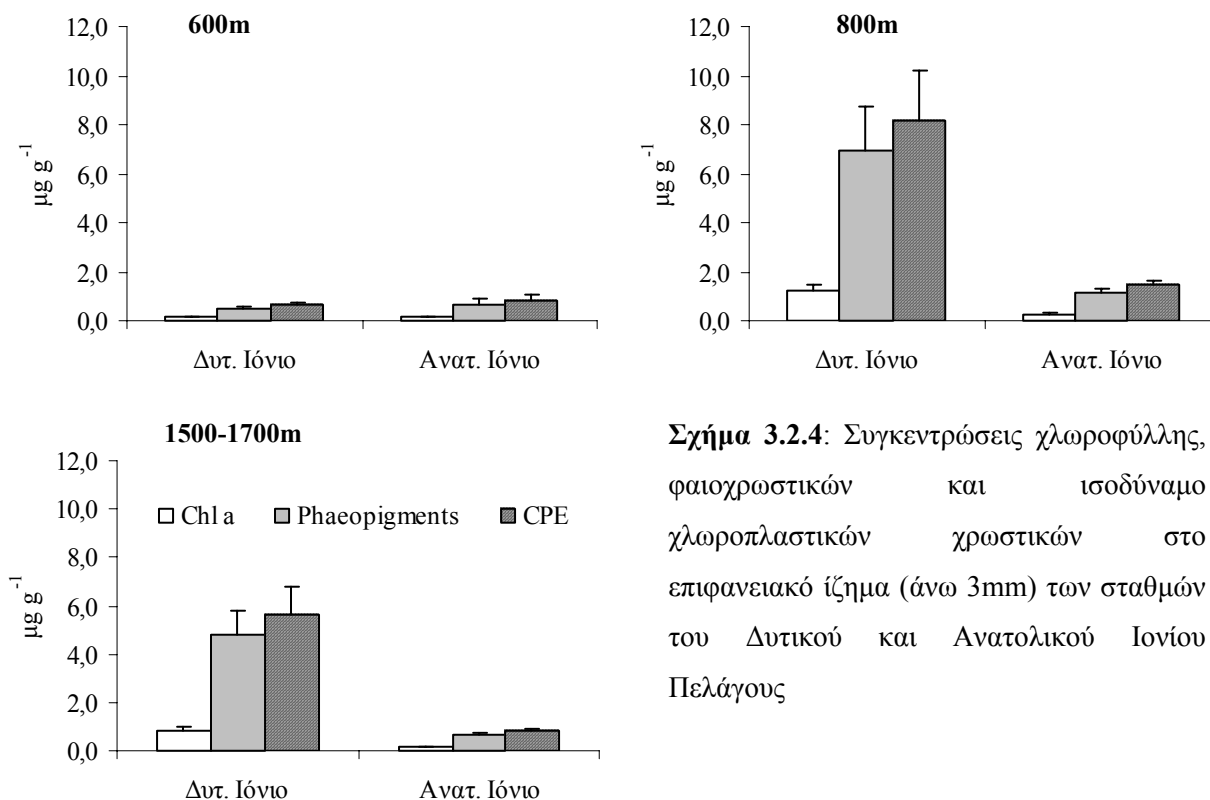 600m
12,0
10,0
8,0
6,0
4,0
2,0
0,0
μg g⁻¹
Δυτ. Ιόνιο Ανατ. Ιόνιο
800m
12,0
10,0
8,0
6,0
4,0
2,0
0,0
μg g⁻¹
Δυτ. Ιόνιο Ανατ. Ιόνιο
1500-1700m
12,0
10,0
8,0
6,0
4,0
2,0
0,0
μg g⁻¹
Chl a Phaeopigments CPE
Δυτ. Ιόνιο Ανατ. Ιόνιο
Σχήμα 3.2.4: Συγκεντρώσεις χλωροφύλλης,
φαιοχρωστικών και ισοδύναμο
χλωροπλαστικών χρωστικών στο
επιφανειακό ίζημα (άνω 3mm) των σταθμών
του Δυτικού και Ανατολικού Ιονίου
Πελάγους